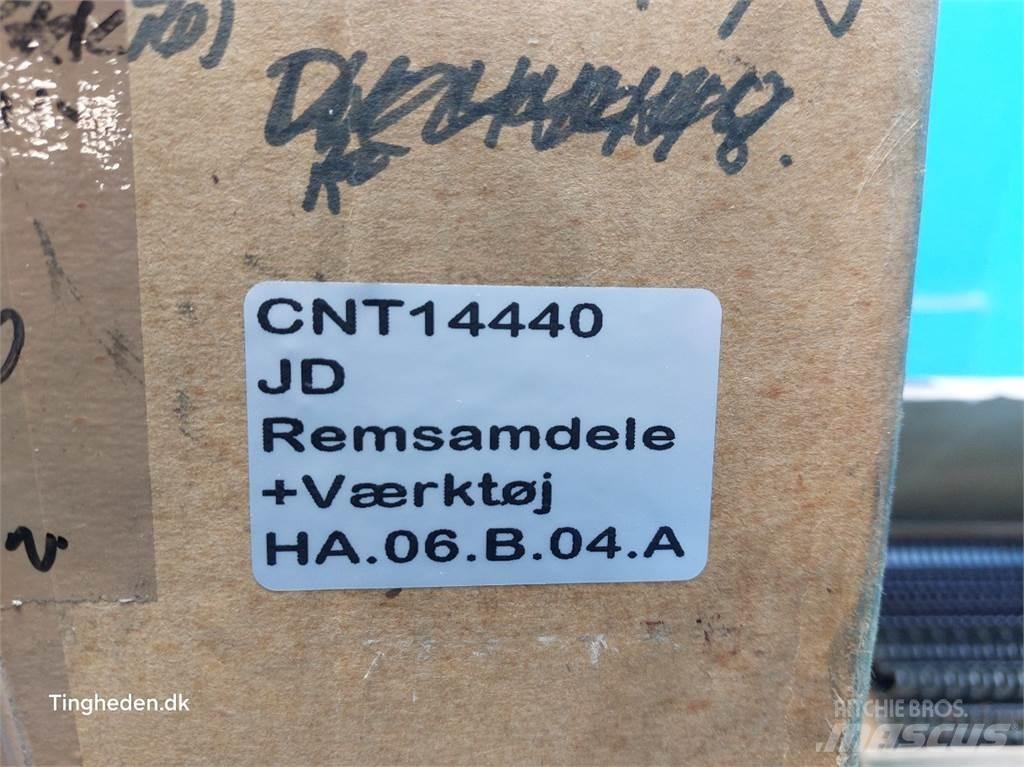 CNT14440
JD
Remsamdele
+Værktøj
HA.06.B.04.A
Tingheden.dk
RITCHIE BROS.
MASCUS